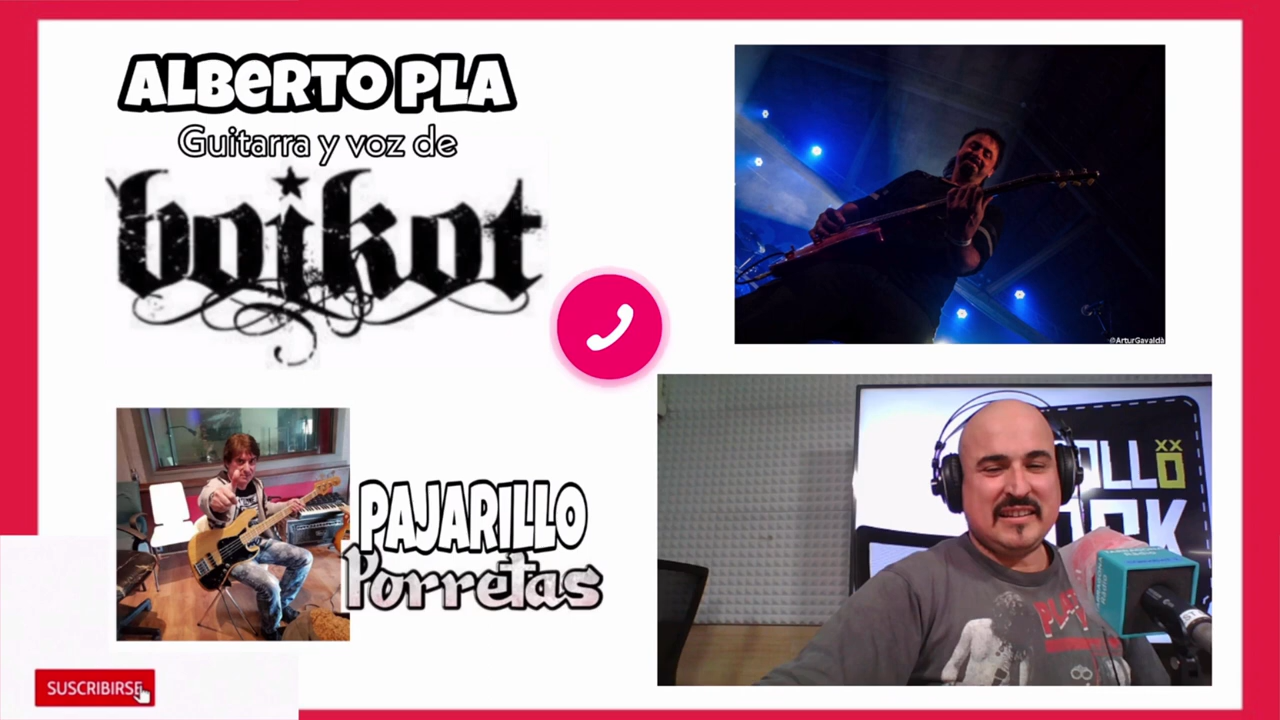 ALBERTO PLA
Guitarra y voz de
boikot
@ArturGavaldà
PAJARILLO
Porretas
SUSCRIBIRSE